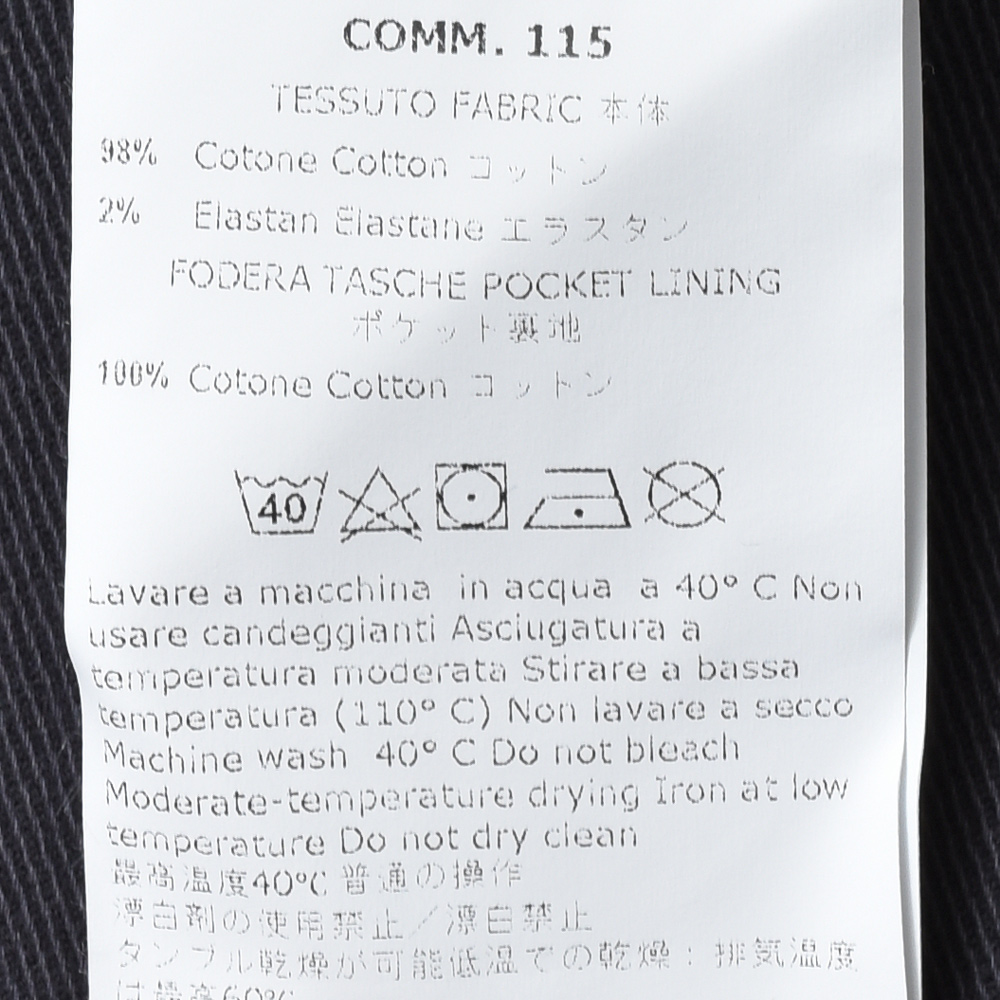 COMM. 115
TESSUTO FABRIC 本体
98% Cotone Cotton コットン
2% Elastan Elastane エラスタン
FODERA TASCHE POCKET LINING
ポケット裏地
100% Cotone Cotton コットン
40
Lavare a macchina in acqua a 40° C Non
usare candeggianti Asciugatura a
temperatura moderata Stirare a bassa
temperatura (110° C) Non lavare a secco
Machine wash 40° C Do not bleach
Moderate-temperature drying Iron at low
temperature Do not dry clean
最高温度40℃ 普通の操作
漂白剤の使用禁止／漂白禁止
タンブル乾燥が可能低温での乾燥：排気温度
は最高60℃